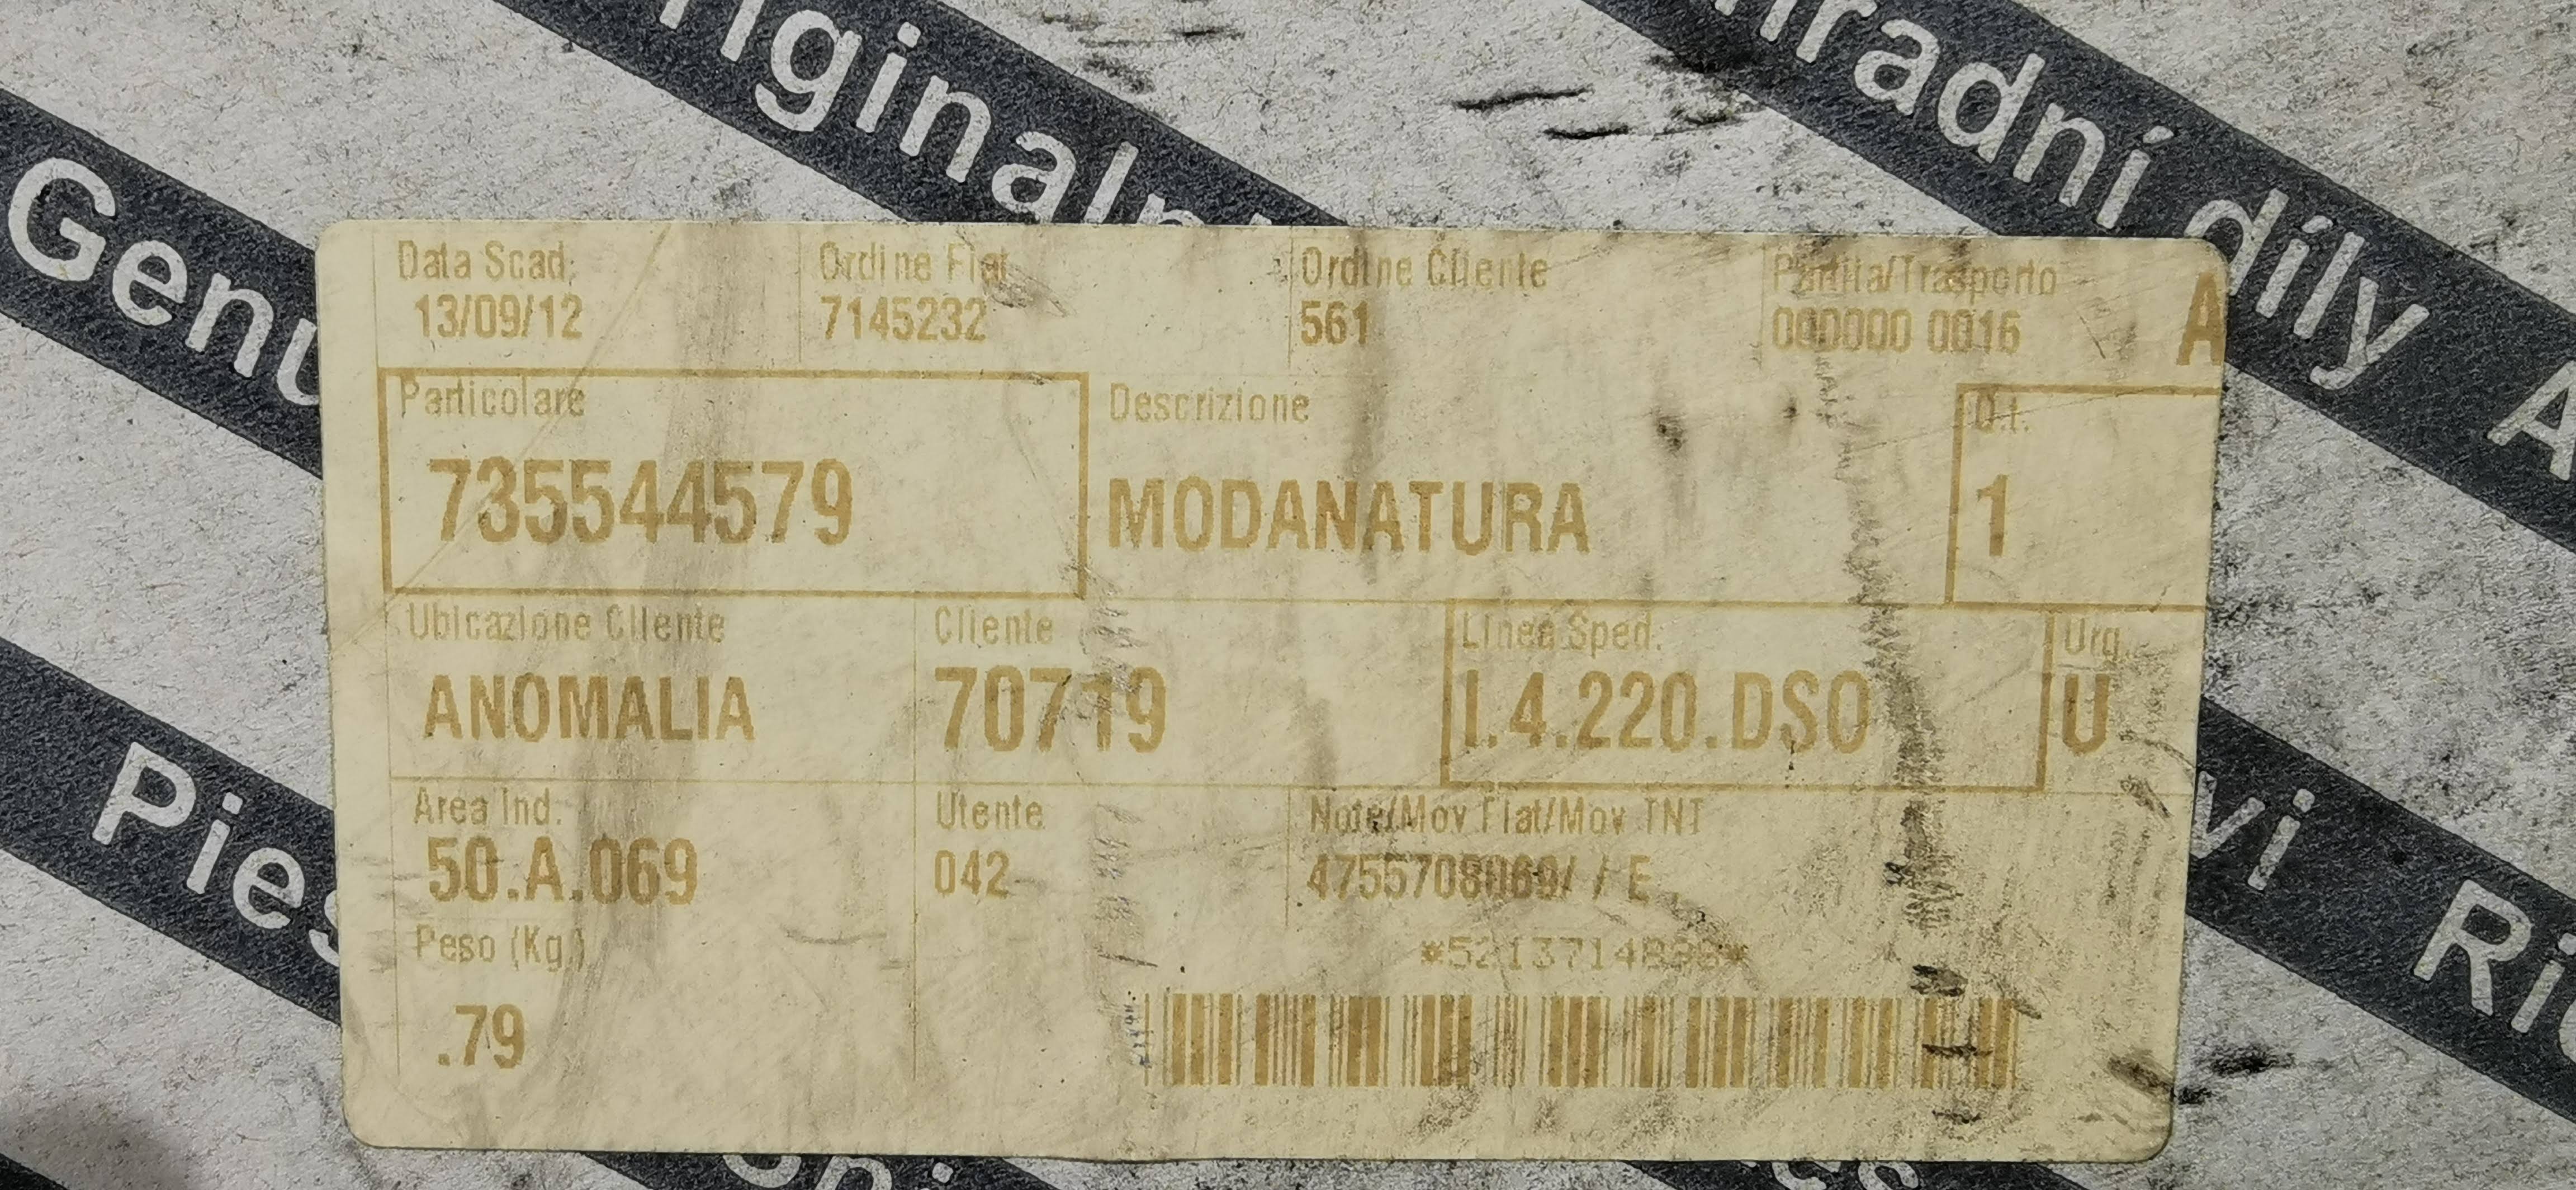 riginaln
hradní díly A
Genu
Data Scad.
Ordine Fiat
Ordine Cliente
Partita/Trasporto
13/09/12
7145232
561
000000 0016
A
Particolare
Descrizione
Q.t.
735544579
MODANATURA
1
Ubicazione Cliente
Cliente
Linea Sped.
Urg.
ANOMALIA
70719
I.4.220.DSO
U
Area Ind.
Utente
Note/Mov Fiat/Mov TNT
50.A.069
042
4755708069/ / E
Peso (Kg.)
.79
Pies
vi Ri